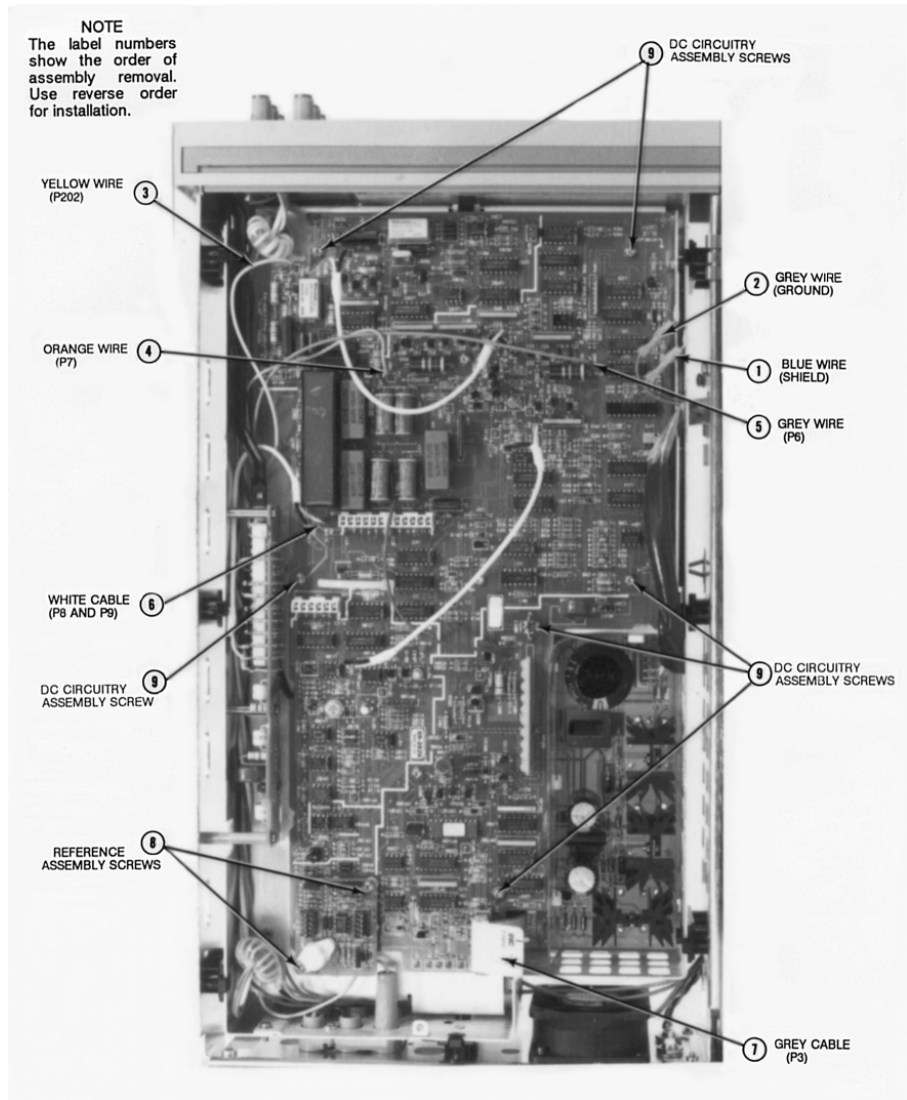 NOTE
The label numbers
show the order of
assembly removal.
Use reverse order
for installation.
9 DC CIRCUITRY
ASSEMBLY SCREWS
YELLOW WIRE 3
(P202)
2 GREY WIRE
(GROUND)
ORANGE WIRE 4
(P7)
1 BLUE WIRE
(SHIELD)
5 GREY WIRE
(P6)
WHITE CABLE 6
(P8 AND P9)
DC CIRCUITRY 9
ASSEMBLY SCREW
9 DC CIRCUITRY
ASSEMBLY SCREWS
REFERENCE 8
ASSEMBLY SCREWS
7 GREY CABLE
(P3)